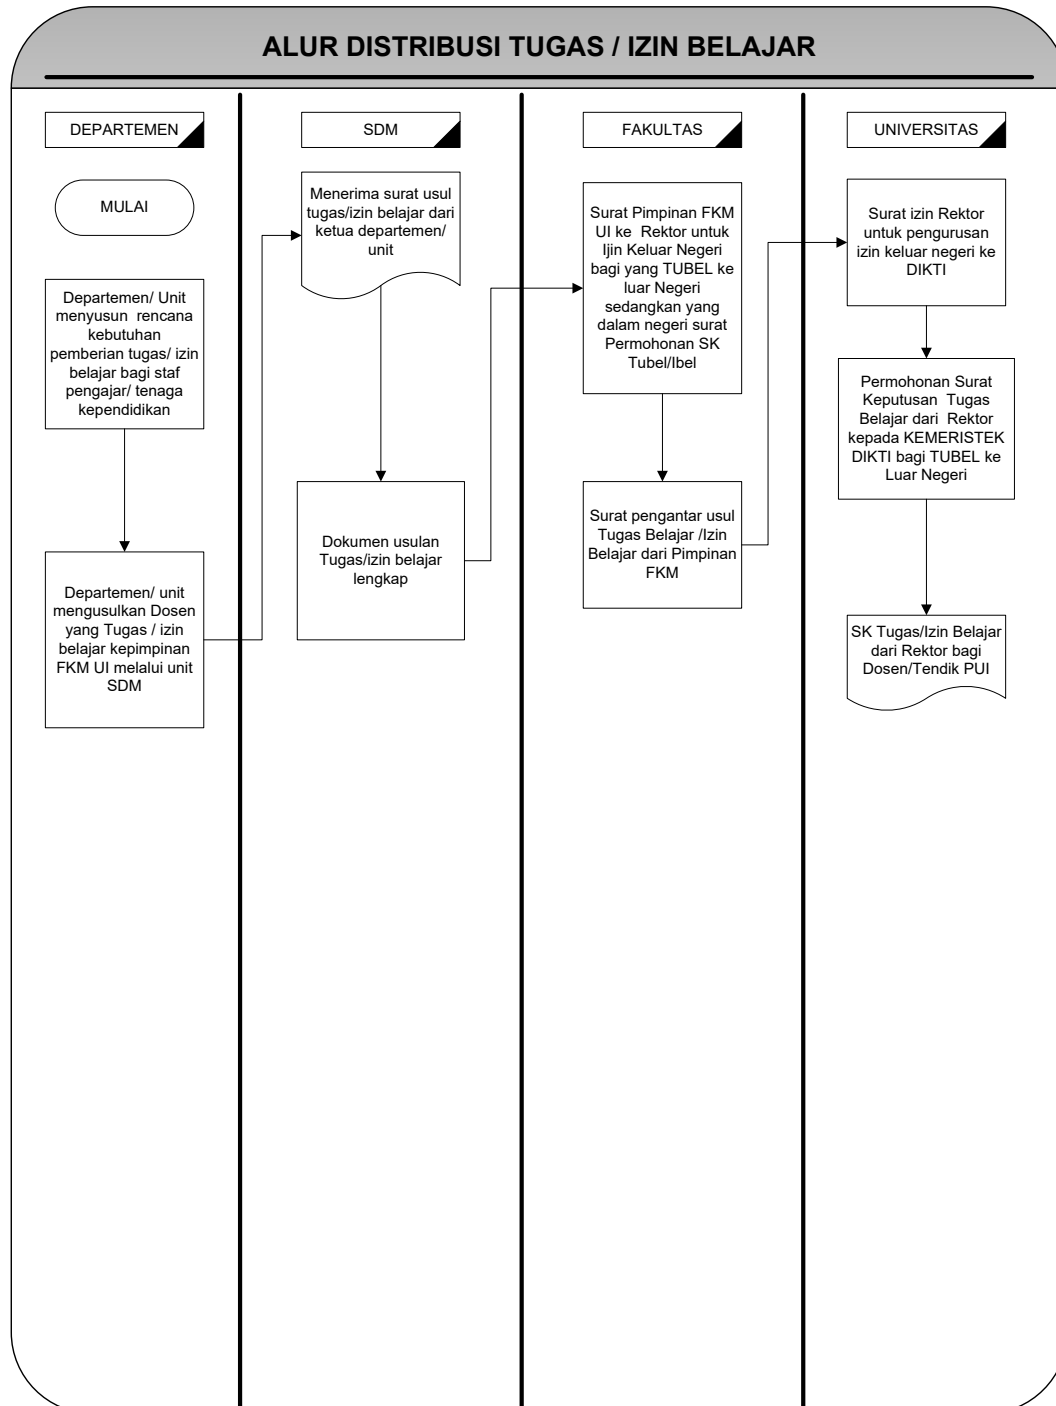 ALUR DISTRIBUSI TUGAS / IZIN BELAJAR
DEPARTEMEN
MULAI
Departemen/ Unit
menyusun rencana
kebutuhan
pemberian tugas/ izin
belajar bagi staf
pengajar/ tenaga
kependidikan
Departemen/ unit
mengusulkan Dosen
yang Tugas / izin
belajar kepimpinan
FKM UI melalui unit
SDM
SDM
Menerima surat usul
tugas/izin belajar dari
ketua departemen/
unit
Dokumen usulan
Tugas/izin belajar
lengkap
FAKULTAS
Surat Pimpinan FKM
UI ke Rektor untuk
Ijin Keluar Negeri
bagi yang TUBEL ke
luar Negeri
sedangkan yang
dalam negeri surat
Permohonan SK
Tubel/Ibel
Surat pengantar usul
Tugas Belajar /Izin
Belajar dari Pimpinan
FKM
UNIVERSITAS
Surat izin Rektor
untuk pengurusan
izin keluar negeri ke
DIKTI
Permohonan Surat
Keputusan Tugas
Belajar dari Rektor
kepada KEMERISTEK
DIKTI bagi TUBEL ke
Luar Negeri
SK Tugas/Izin Belajar
dari Rektor bagi
Dosen/Tendik PUI